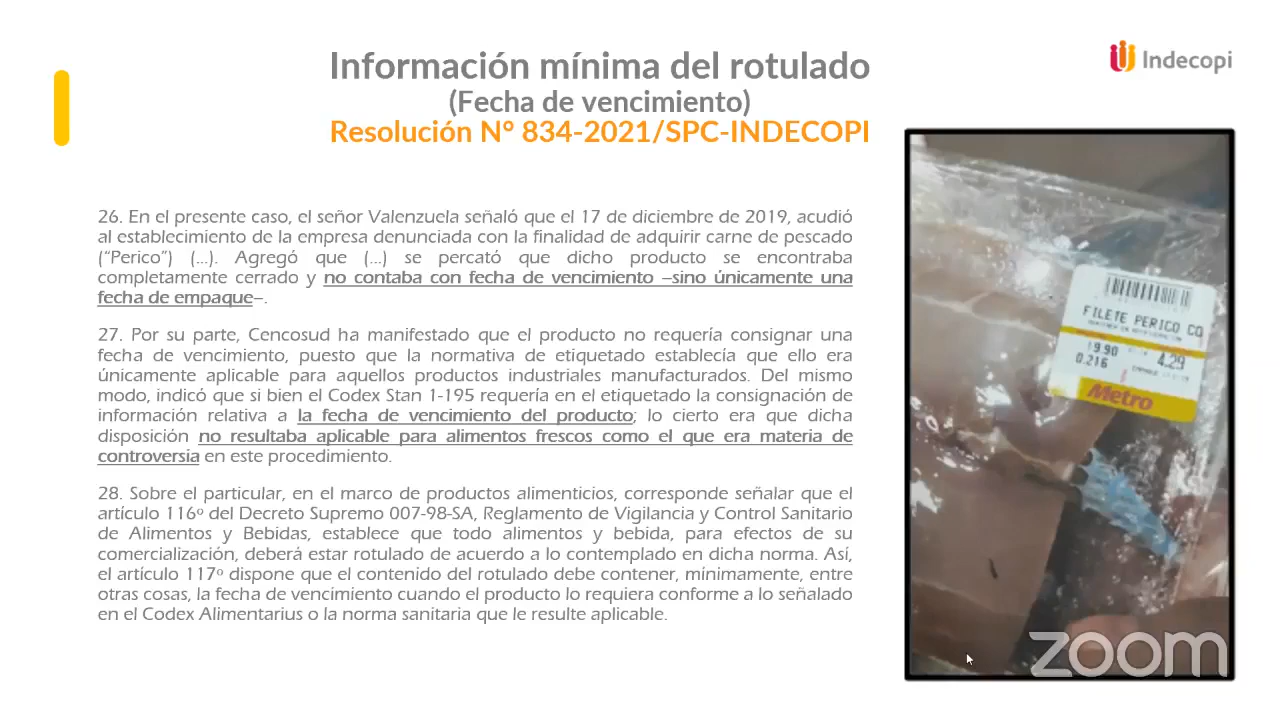 Información mínima del rotulado
(Fecha de vencimiento)
Resolución N° 834-2021/SPC-INDECOPI
Indecopi
26. En el presente caso, el señor Valenzuela señaló que el 17 de diciembre de 2019, acudió
al establecimiento de la empresa denunciada con la finalidad de adquirir carne de pescado
(“Perico”) (...). Agregó que (...) se percató que dicho producto se encontraba
completamente cerrado y no contaba con fecha de vencimiento –sino únicamente una
fecha de empaque–.
27. Por su parte, Cencosud ha manifestado que el producto no requería consignar una
fecha de vencimiento, puesto que la normativa de etiquetado establecía que ello era
únicamente aplicable para aquellos productos industriales manufacturados. Del mismo
modo, indicó que si bien el Codex Stan 1-195 requería en el etiquetado la consignación de
información relativa a la fecha de vencimiento del producto; lo cierto era que dicha
disposición no resultaba aplicable para alimentos frescos como el que era materia de
controversia en este procedimiento.
28. Sobre el particular, en el marco de productos alimenticios, corresponde señalar que el
artículo 116º del Decreto Supremo 007-98-SA, Reglamento de Vigilancia y Control Sanitario
de Alimentos y Bebidas, establece que todo alimentos y bebida, para efectos de su
comercialización, deberá estar rotulado de acuerdo a lo contemplado en dicha norma. Así,
el artículo 117º dispone que el contenido del rotulado debe contener, mínimamente, entre
otras cosas, la fecha de vencimiento cuando el producto lo requiera conforme a lo señalado
en el Codex Alimentarius o la norma sanitaria que le resulte aplicable.
FILETE PERICO CO
9.90
4.29
0.216
Metro
zoom